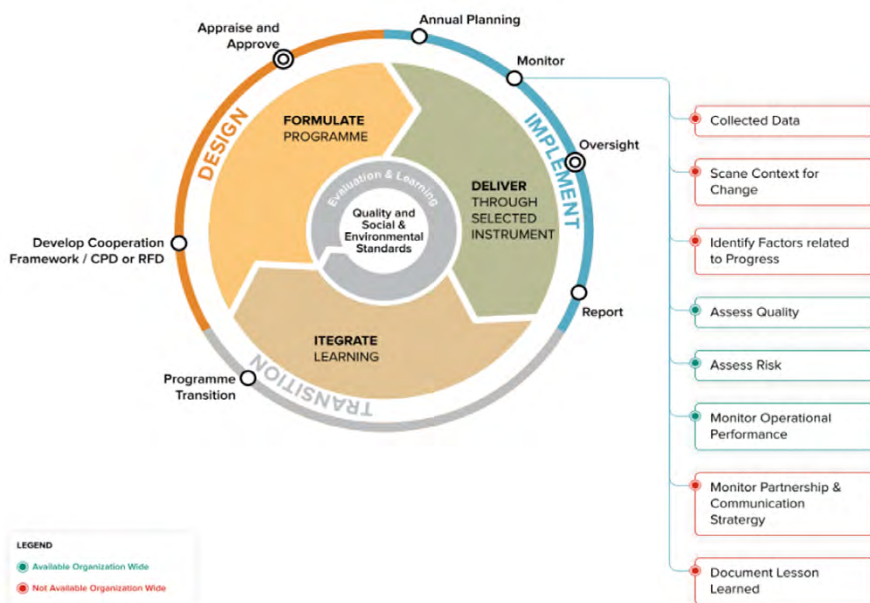 Annual Planning
Appraise and
Approve
Monitor
DESIGN
FORMULATE
PROGRAMME
IMPLEMENT
Oversight
Evaluation & Learning
DELIVER
THROUGH
SELECTED
INSTRUMENT
Quality and
Social &
Environmental
Standards
Develop Cooperation
Framework / CPD or RFD
Report
ITEGRATE
LEARNING
TRANSITION
Programme
Transition
Collected Data
Scane Context for
Change
Identify Factors related
to Progress
Assess Quality
Assess Risk
Monitor Operational
Performance
Monitor Partnership &
Communication
Stratergy
Document Lesson
Learned
LEGEND
Available Organization Wide
Not Available Organization Wide